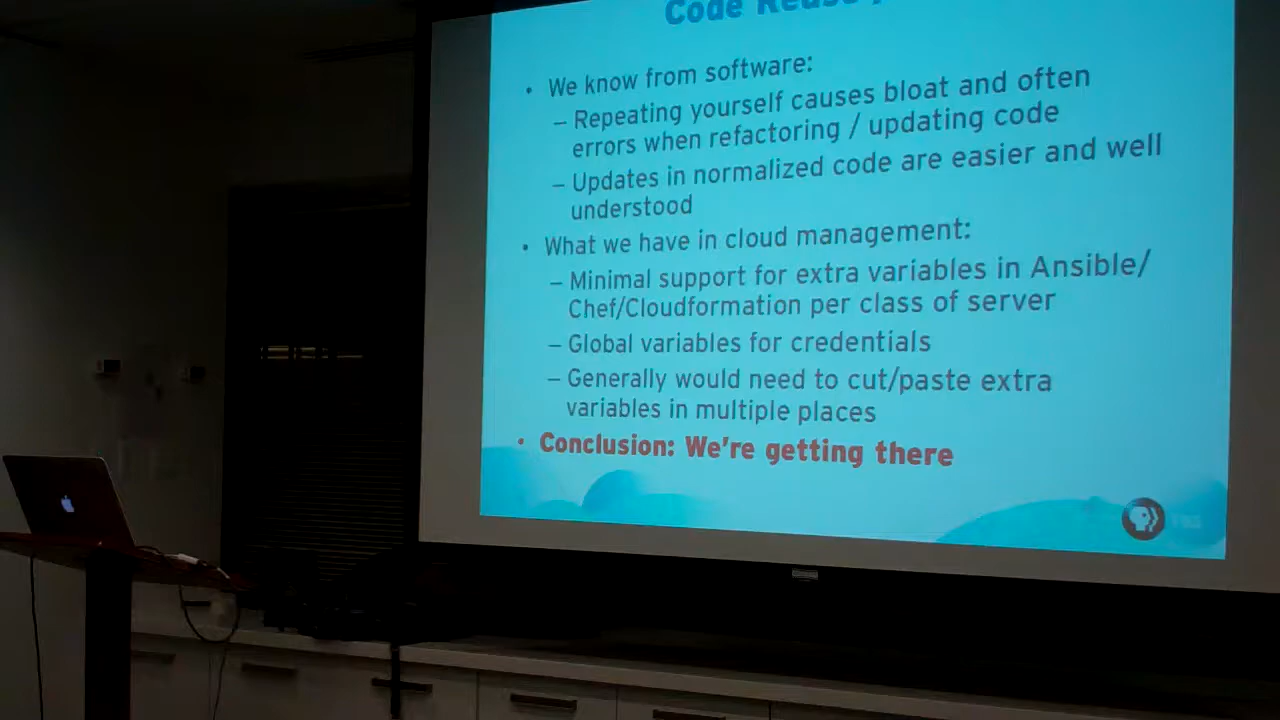 Code Reuse
• We know from software:
– Repeating yourself causes bloat and often
errors when refactoring / updating code
– Updates in normalized code are easier and well
understood
• What we have in cloud management:
– Minimal support for extra variables in Ansible/
Chef/Cloudformation per class of server
– Global variables for credentials
– Generally would need to cut/paste extra
variables in multiple places
• Conclusion: We're getting there
PBS